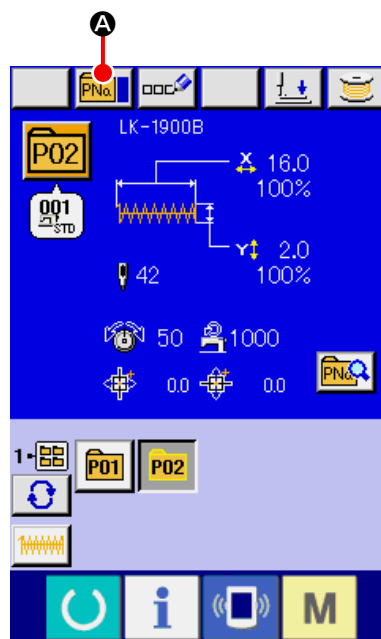 A
PNo.
LK-1900B
P02
X 16.0
100%
001
STD
Y 2.0
100%
42
50 1000
0.0 0.0
PNo.
1-
P01 P02
i M